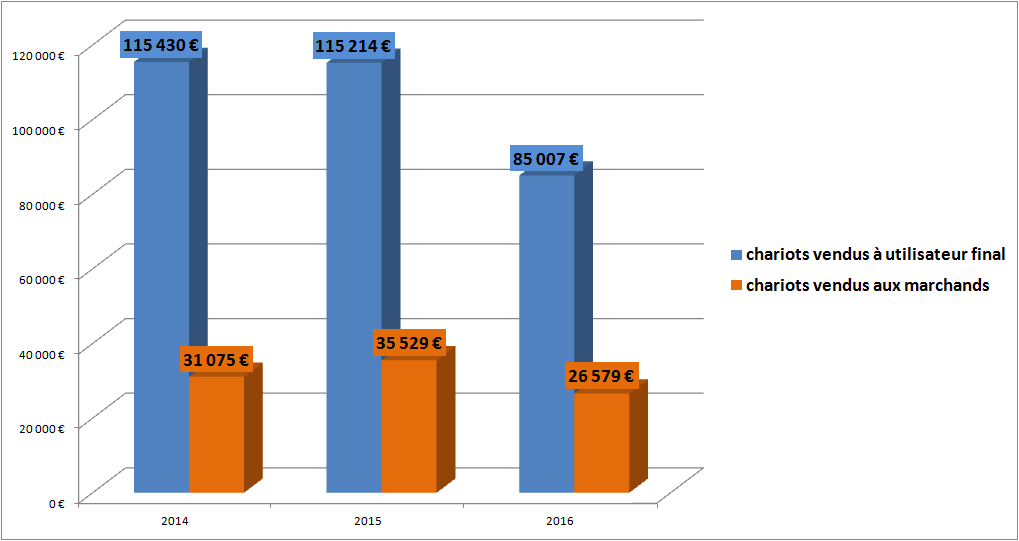 115 430 €
115 214 €
120 000 €
100 000 €
85 007 €
80 000 €
60 000 €
chariots vendus à utilisateur final
chariots vendus aux marchands
40 000 €
31 075 €
35 529 €
26 579 €
20 000 €
0 €
2014
2015
2016